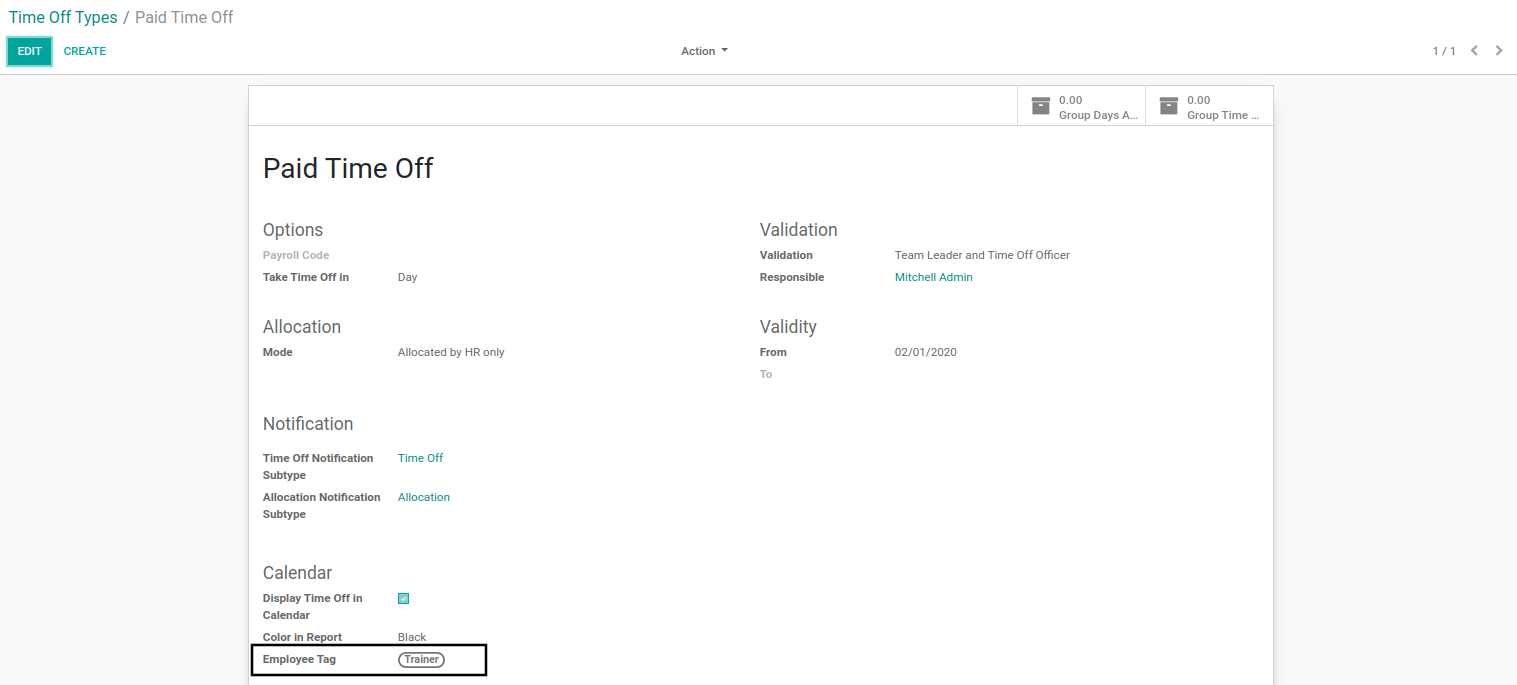 Time Off Types / Paid Time Off
EDIT CREATE Action 1 / 1
0.00 0.00
Group Days A... Group Time ...
Paid Time Off
Options Validation
Payroll Code Validation Team Leader and Time Off Officer
Take Time Off in Day Responsible Mitchell Admin
Allocation Validity
Mode Allocated by HR only From 02/01/2020
To
Notification
Time Off Notification Time Off
Subtype
Allocation Notification Allocation
Subtype
Calendar
Display Time Off in
Calendar
Color in Report Black
Employee Tag Trainer